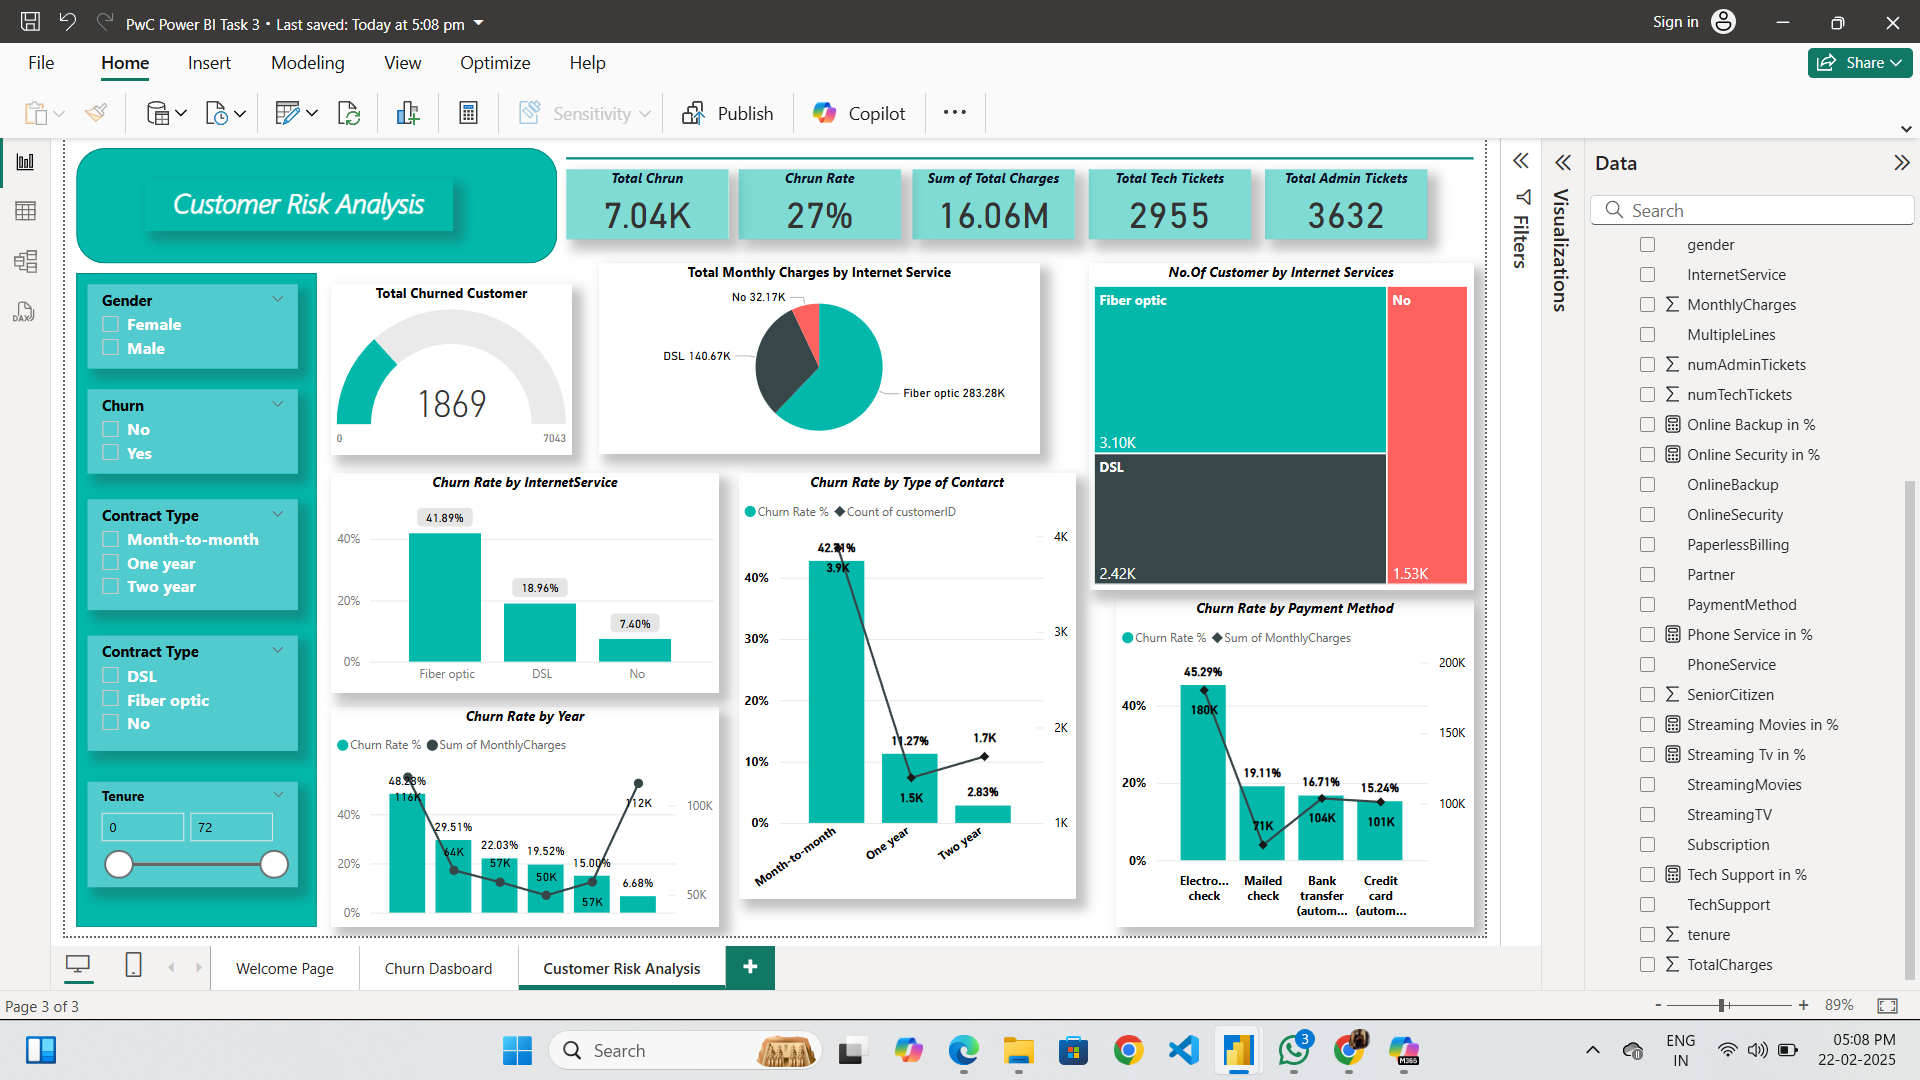 PwC Power BI Task 3 • Last saved: Today at 5:08 pm
Sign in
File
Home
Insert
Modeling
View
Optimize
Help
Share
Sensitivity
Publish
Copilot
Customer Risk Analysis
Total Chrun
7.04K
Chrun Rate
27%
Sum of Total Charges
16.06M
Total Tech Tickets
2955
Total Admin Tickets
3632
Gender
Female
Male
Churn
No
Yes
Contract Type
Month-to-month
One year
Two year
Contract Type
DSL
Fiber optic
No
Tenure
0
72
Total Churned Customer
1869
0
7043
Total Monthly Charges by Internet Service
No 32.17K
DSL 140.67K
Fiber optic 283.28K
No.Of Customer by Internet Services
Fiber optic
3.10K
DSL
2.42K
No
1.53K
Churn Rate by InternetService
40%
20%
0%
41.89%
18.96%
7.40%
Fiber optic
DSL
No
Churn Rate by Year
Churn Rate %
Sum of MonthlyCharges
40%
20%
0%
48.28%
116K
29.51%
64K
22.03%
57K
19.52%
50K
15.00%
57K
6.68%
112K
100K
50K
Churn Rate by Type of Contarct
Churn Rate %
Count of customerID
40%
30%
20%
10%
0%
42.71%
3.9K
11.27%
1.5K
1.7K
2.83%
4K
3K
2K
1K
Month-to-month
One year
Two year
Churn Rate by Payment Method
Churn Rate %
Sum of MonthlyCharges
40%
20%
0%
45.29%
180K
19.11%
71K
16.71%
104K
15.24%
101K
200K
150K
100K
Electro... check
Mailed check
Bank transfer (autom...
Credit card (autom...
Filters
Visualizations
Data
Search
gender
InternetService
MonthlyCharges
MultipleLines
numAdminTickets
numTechTickets
Online Backup in %
Online Security in %
OnlineBackup
OnlineSecurity
PaperlessBilling
Partner
PaymentMethod
Phone Service in %
PhoneService
SeniorCitizen
Streaming Movies in %
Streaming Tv in %
StreamingMovies
StreamingTV
Subscription
Tech Support in %
TechSupport
tenure
TotalCharges
DAX
Welcome Page
Churn Dasboard
Customer Risk Analysis
Page 3 of 3
89%
Search
3
M365
ENG
IN
05:08 PM
22-02-2025